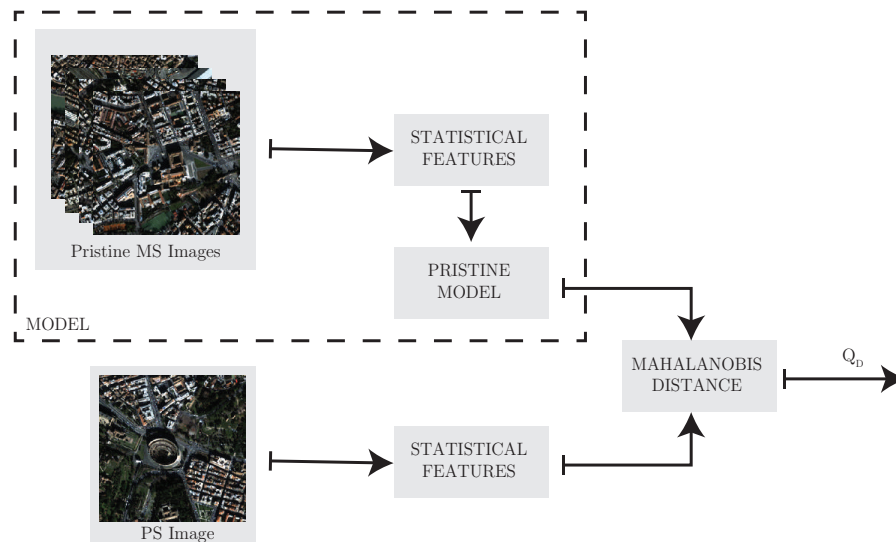 Pristine MS Images
STATISTICAL
FEATURES
PRISTINE
MODEL
MODEL
MAHALANOBIS
DISTANCE
Q_D
PS Image
STATISTICAL
FEATURES